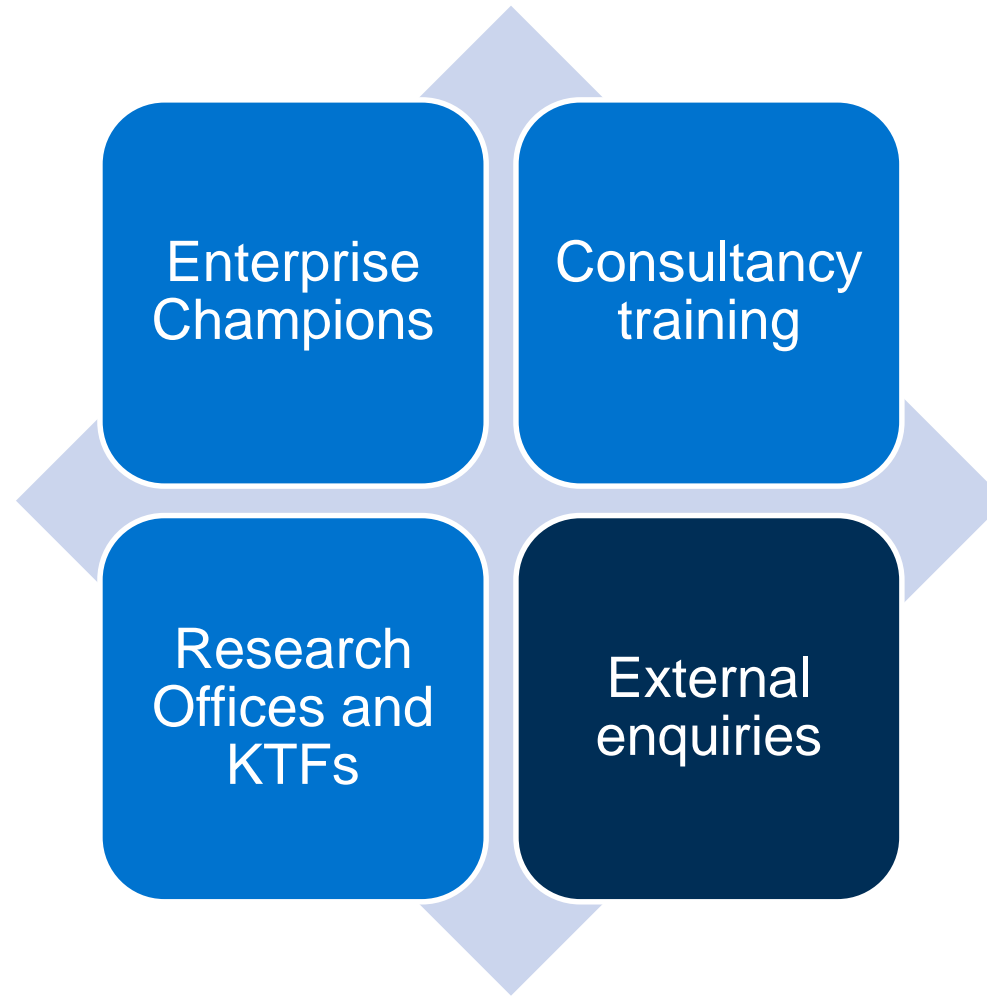 Enterprise
Champions
Consultancy
training
Research
Offices and
KTFs
External
enquiries